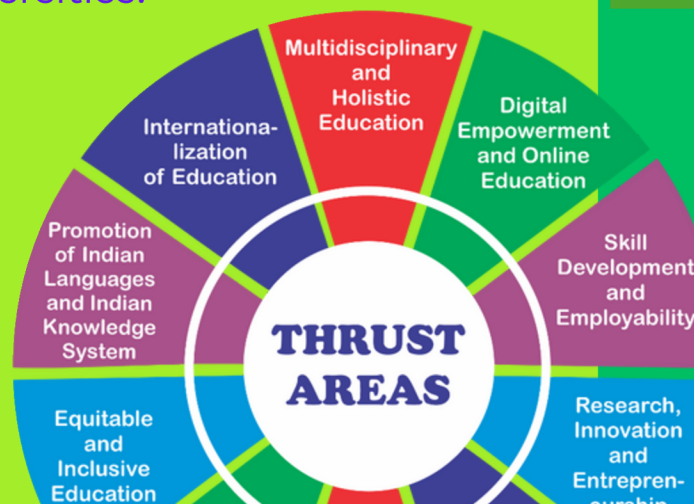 Multidisciplinary
and
Holistic
Education
Digital
Empowerment
and Online
Education
Skill
Development
and
Employability
Research,
Innovation
and
Entrepren-
Equitable
and
Inclusive
Education
Promotion
of Indian
Languages
and Indian
Knowledge
System
Internationa-
lization
of Education
THRUST
AREAS